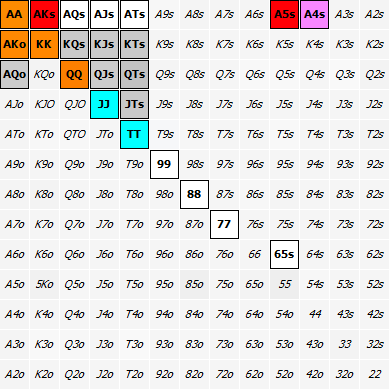 AA AKs AQs AJs ATs A9s A8s A7s A6s A5s A4s A3s A2s
AKo KK KQs KJs KTs K9s K8s K7s K6s K5s K4s K3s K2s
AQo KQo QQ QJs QTs Q9s Q8s Q7s Q6s Q5s Q4s Q3s Q2s
AJo KJO QJO JJ JTs J9s J8s J7s J6s J5s J4s J3s J2s
ATo KTo QTO JTo TT T9s T8s T7s T6s T5s T4s T3s T2s
A9o K9o Q9o J9o T9o 99 98s 97s 96s 95s 94s 93s 92s
A8o K8o Q8o J8o T8o 98o 88 87s 86s 85s 84s 83s 82s
A7o K7o Q7o J7o T7o 97o 87o 77 76s 75s 74s 73s 72s
A6o K6o Q6o J6o T6o 96o 86o 76o 66 65s 64s 63s 62s
A5o 5Ko Q5o J5o T5o 95o 85o 75o 65o 55 54s 53s 52s
A4o K4o Q4o J4o T4o 94o 84o 74o 64o 54o 44 43s 42s
A3o K3o Q3o J3o T3o 93o 83o 73o 63o 53o 43o 33 32s
A2o K2o Q2o J2o T2o 92o 82o 72o 62o 52o 42o 32o 22